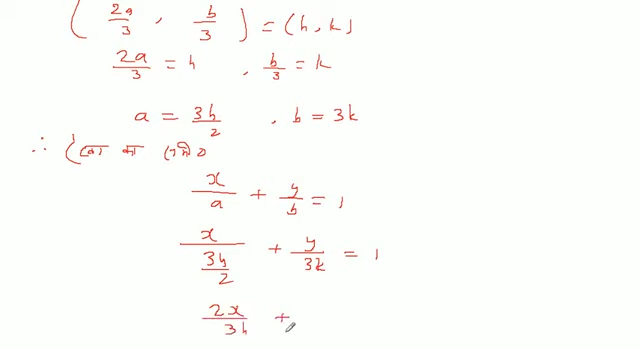 ( 2a/3 , b/3 ) = (h, k)
2a/3 = h , b/3 = k
a = 3h/2 , b = 3k
∴ का
x/a + y/b = 1
x/(3h/2) + y/3k = 1
2x/3h +